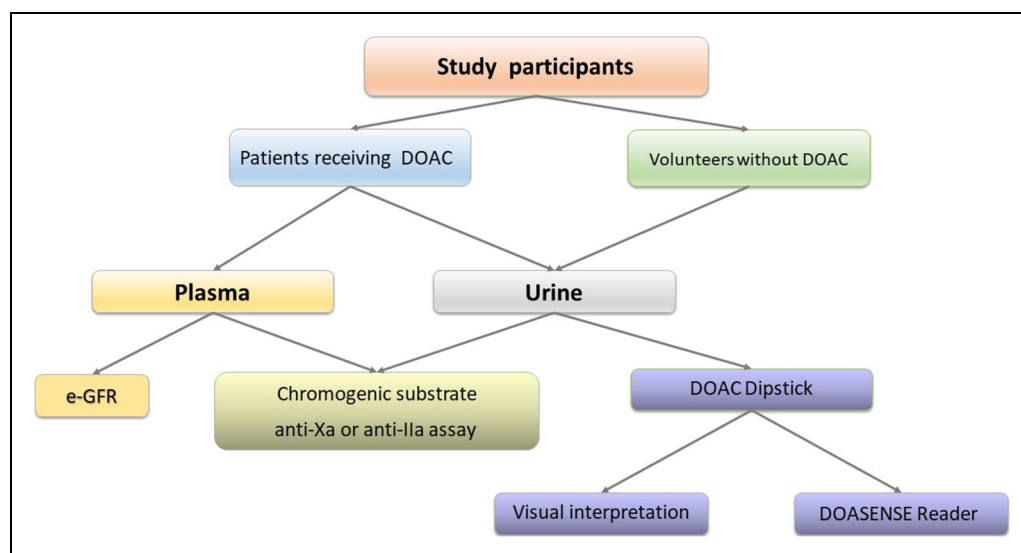 Study participants
Patients receiving DOAC
Volunteers without DOAC
Plasma
Urine
e-GFR
Chromogenic substrate
anti-Xa or anti-IIa assay
DOAC Dipstick
Visual interpretation
DOASENSE Reader